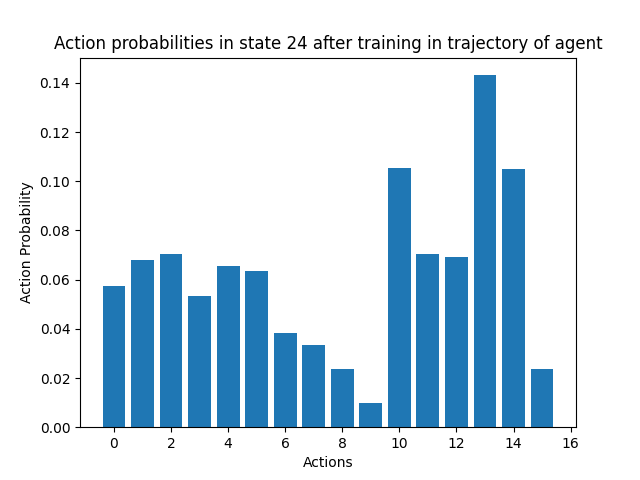 Action probabilities in state 24 after training in trajectory of agent
0.14
0.12
0.10
0.08
0.06
0.04
0.02
0.00
Action Probability
0 2 4 6 8 10 12 14 16
Actions